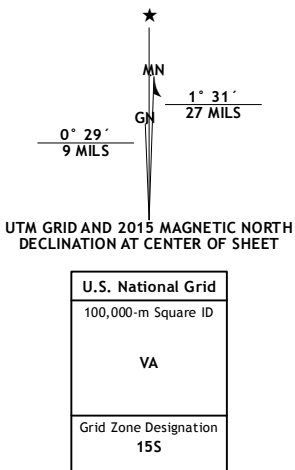 MN
1° 31´
27 MILS
GN
0° 29´
9 MILS
UTM GRID AND 2015 MAGNETIC NORTH
DECLINATION AT CENTER OF SHEET
U.S. National Grid
100,000-m Square ID
VA
Grid Zone Designation
15S